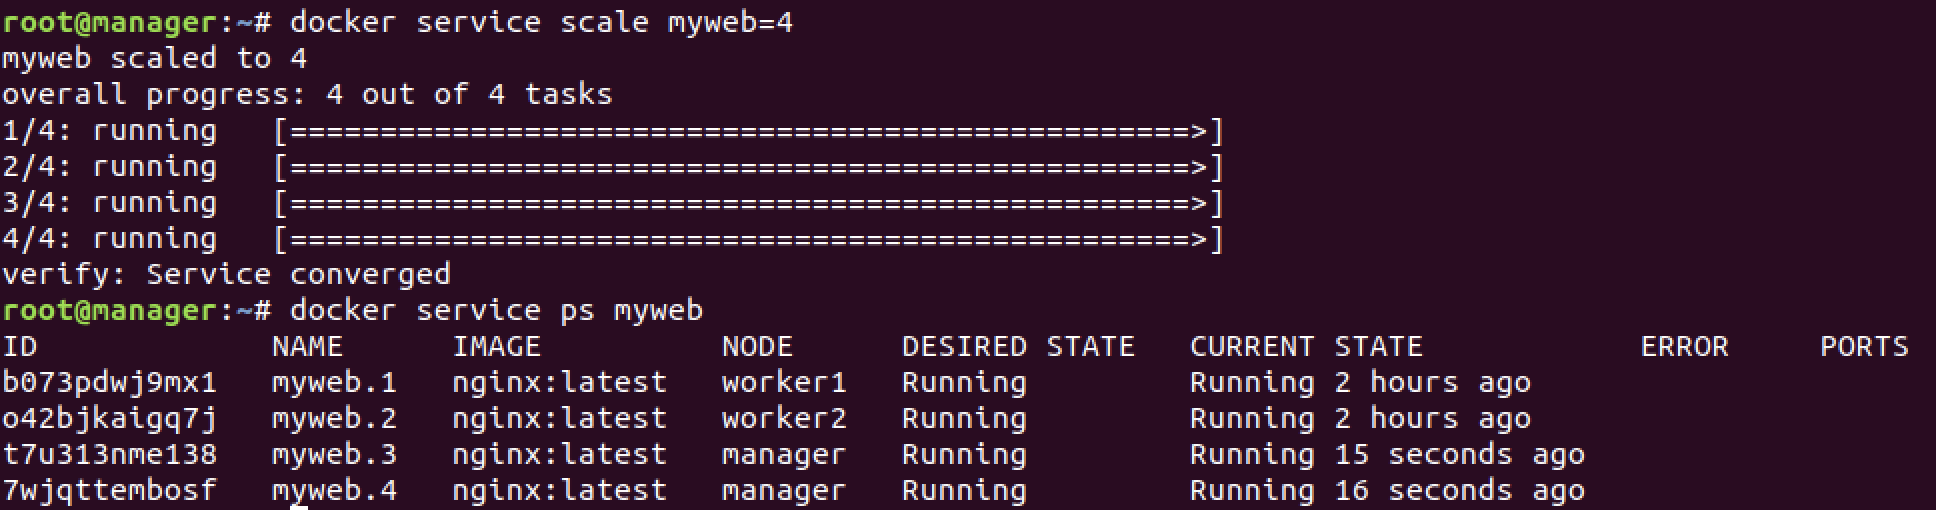 root@manager:~# docker service scale myweb=4
myweb scaled to 4
overall progress: 4 out of 4 tasks
1/4: running   [==================================================>]
2/4: running   [==================================================>]
3/4: running   [==================================================>]
4/4: running   [==================================================>]
verify: Service converged
root@manager:~# docker service ps myweb
ID             NAME      IMAGE          NODE      DESIRED STATE   CURRENT STATE            ERROR     PORTS
b073pdwj9mx1   myweb.1   nginx:latest   worker1   Running         Running 2 hours ago
o42bjkaigq7j   myweb.2   nginx:latest   worker2   Running         Running 2 hours ago
t7u313nme138   myweb.3   nginx:latest   manager   Running         Running 15 seconds ago
7wjqttembosf   myweb.4   nginx:latest   manager   Running         Running 16 seconds ago